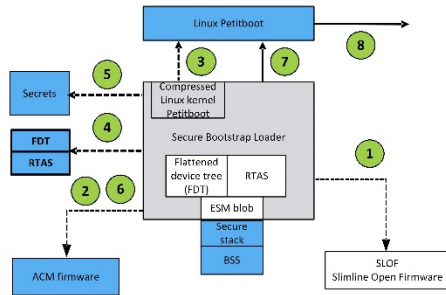 Linux Petitboot
8
5
3
7
Secrets
Compressed
Linux kernel
Petitboot
4
Secure Bootstrap Loader
FDT
RTAS
1
Flattened
device tree
(FDT)
RTAS
2
6
ESM blob
Secure
stack
BSS
ACM firmware
SLOF
Slimline Open Firmware